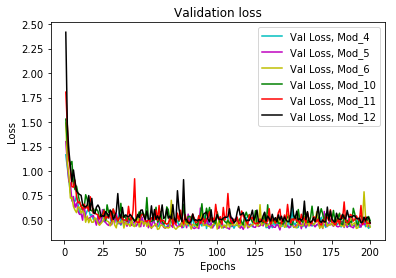 Validation loss
Loss
2.50
2.25
2.00
1.75
1.50
1.25
1.00
0.75
0.50
Val Loss, Mod_4
Val Loss, Mod_5
Val Loss, Mod_6
Val Loss, Mod_10
Val Loss, Mod_11
Val Loss, Mod_12
0 25 50 75 100 125 150 175 200
Epochs